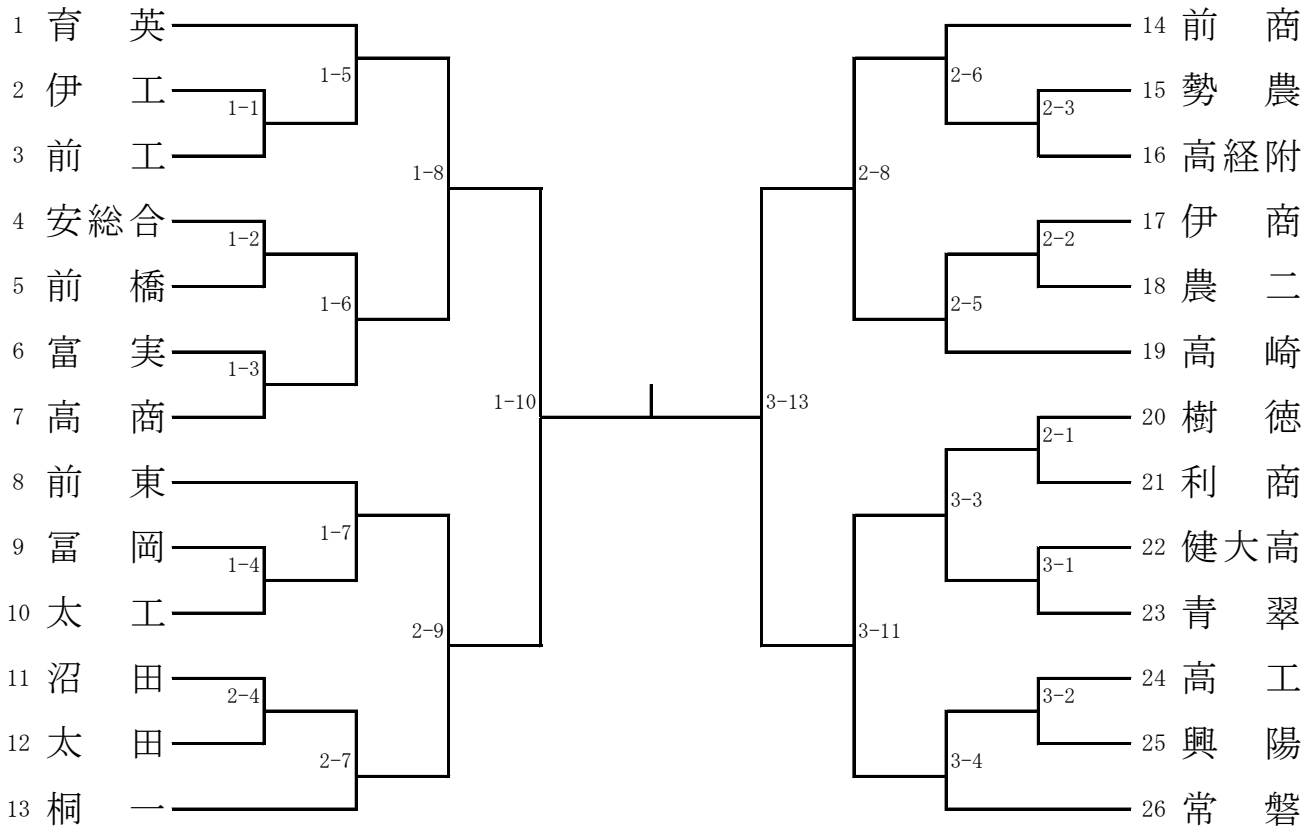 1 育英
1-5
2 伊工
1-1
3 前工
1-8
4 安総合
1-2
5 前橋
1-6
6 富実
1-3
7 高商
1-10
8 前東
1-7
9 冨岡
1-4
10 太工
2-9
11 沼田
2-4
12 太田
2-7
13 桐一
14 前商
2-6
15 勢農
2-3
16 高経附
2-8
17 伊商
2-2
18 農二
2-5
19 高崎
3-13
20 樹徳
2-1
21 利商
3-3
22 健大高
3-1
23 青翠
3-11
24 高工
3-2
25 興陽
3-4
26 常磐